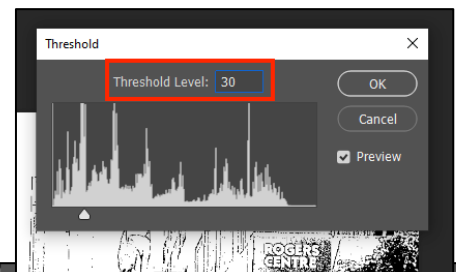 Threshold
Threshold Level: 30
OK
Cancel
Preview
ROGERS
CENTRE